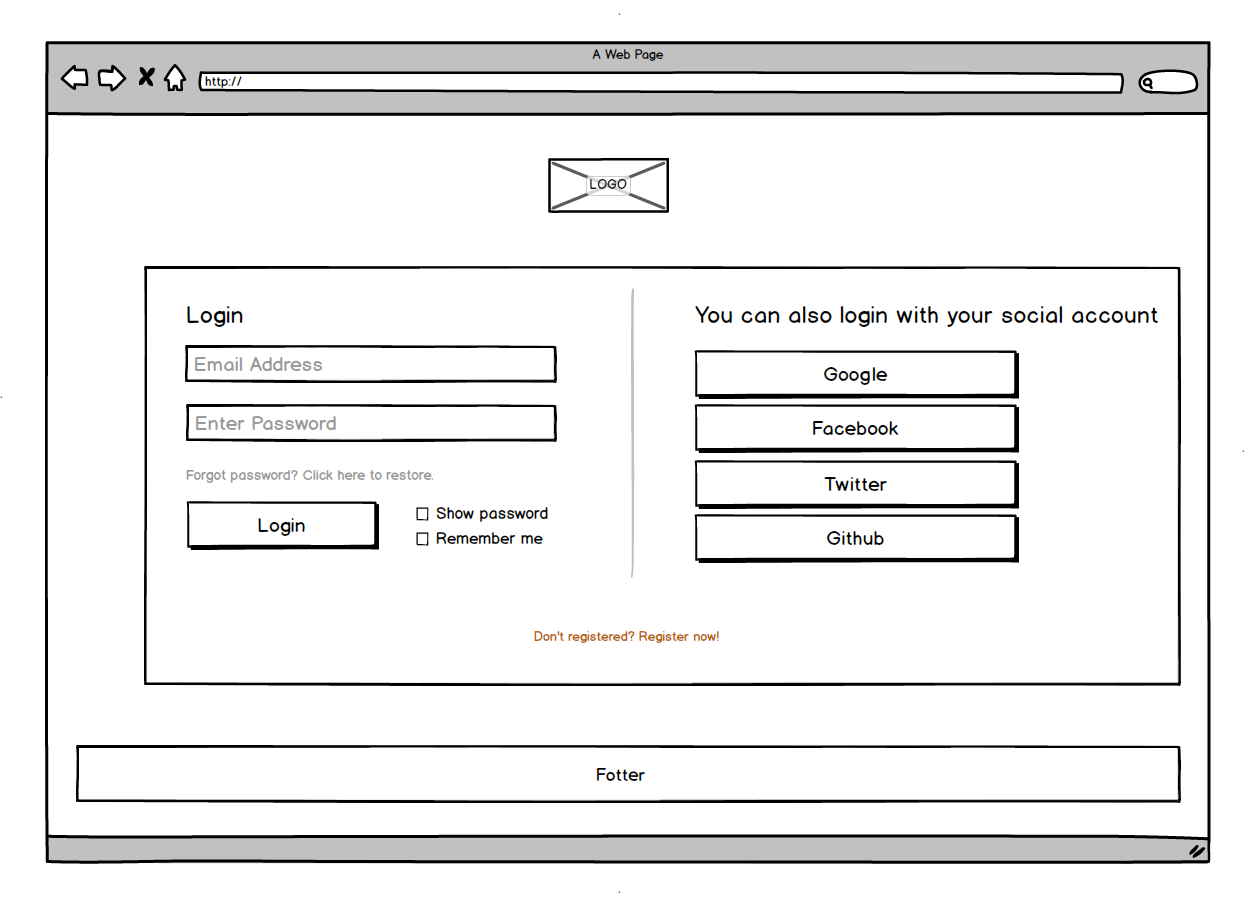 A Web Page
http://
LOGO
Login
Email Address
Enter Password
Forgot password? Click here to restore.
Login
Show password
Remember me
You can also login with your social account
Google
Facebook
Twitter
Github
Don't registered? Register now!
Fotter